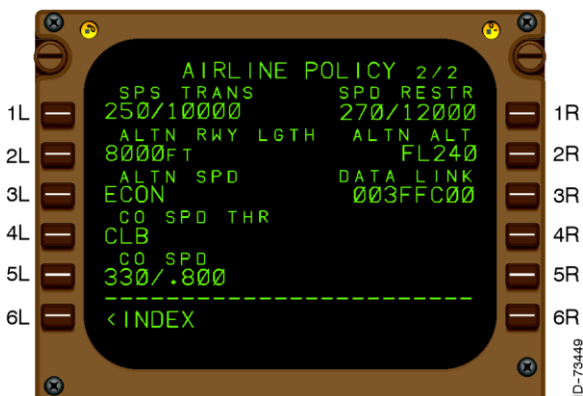 AIRLINE POLICY 2/2
SPS TRANS SPD RESTR
1L 250/10000 270/12000 1R
ALTN RWY LGTH ALTN ALT
2L 8000FT FL240 2R
ALTN SPD DATA LINK
3L ECON 003FFC00 3R
CO SPD THR
4L CLB 4R
CO SPD
5L 330/.800 5R
------------------------
6L <INDEX 6R
ID-73449